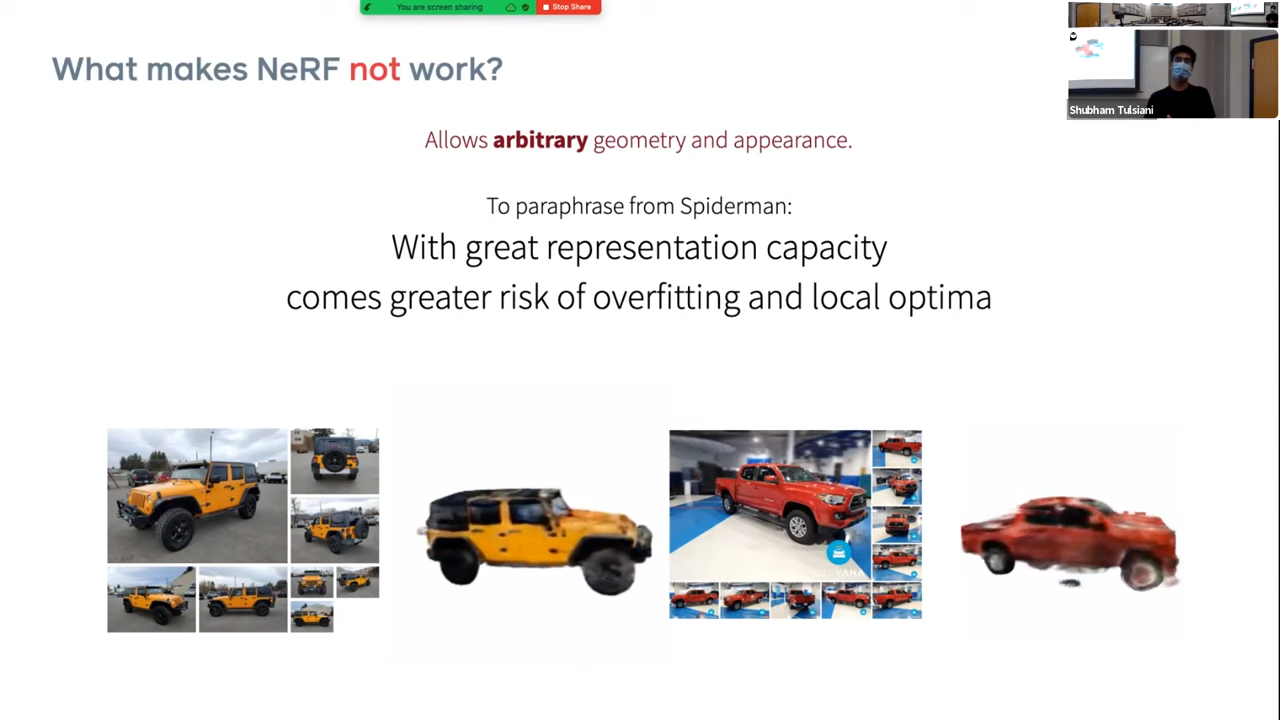 You are screen sharing
Stop Share
What makes NeRF not work?
Shubham Tulsiani
Allows arbitrary geometry and appearance.
To paraphrase from Spiderman:
With great representation capacity
comes greater risk of overfitting and local optima